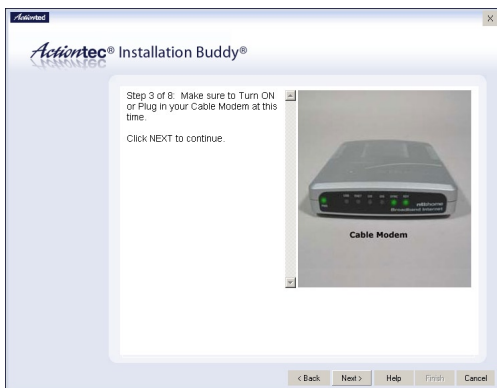 Actiontec
X
Actiontec® Installation Buddy®
Step 3 of 8: Make sure to Turn ON
or Plug in your Cable Modem at this
time.
Click NEXT to continue.
Broadband Internet
Cable Modem
< Back Next > Help Finish Cancel